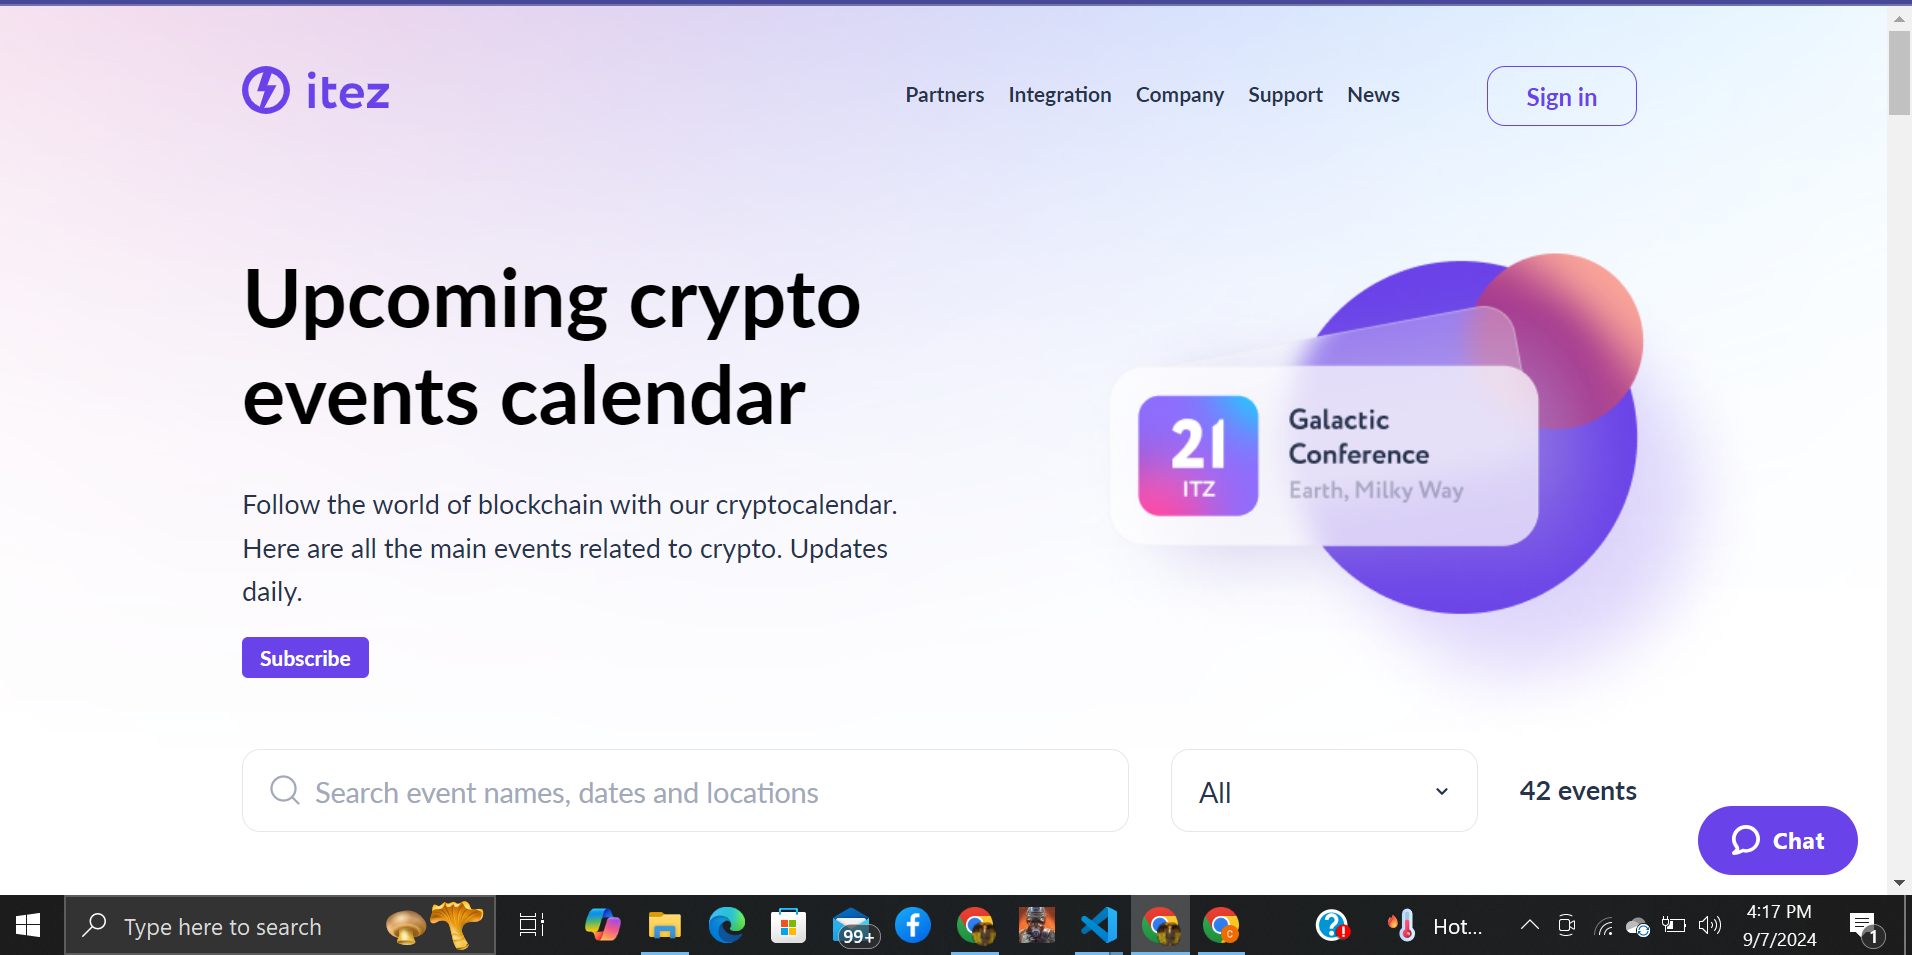 itez
Partners Integration Company Support News
Sign in
Upcoming crypto
events calendar
Follow the world of blockchain with our cryptocalendar.
Here are all the main events related to crypto. Updates
daily.
Subscribe
21
ITZ
Galactic
Conference
Earth, Milky Way
Search event names, dates and locations
All
42 events
Chat
Type here to search
99+
C
Hot...
4:17 PM
9/7/2024
1